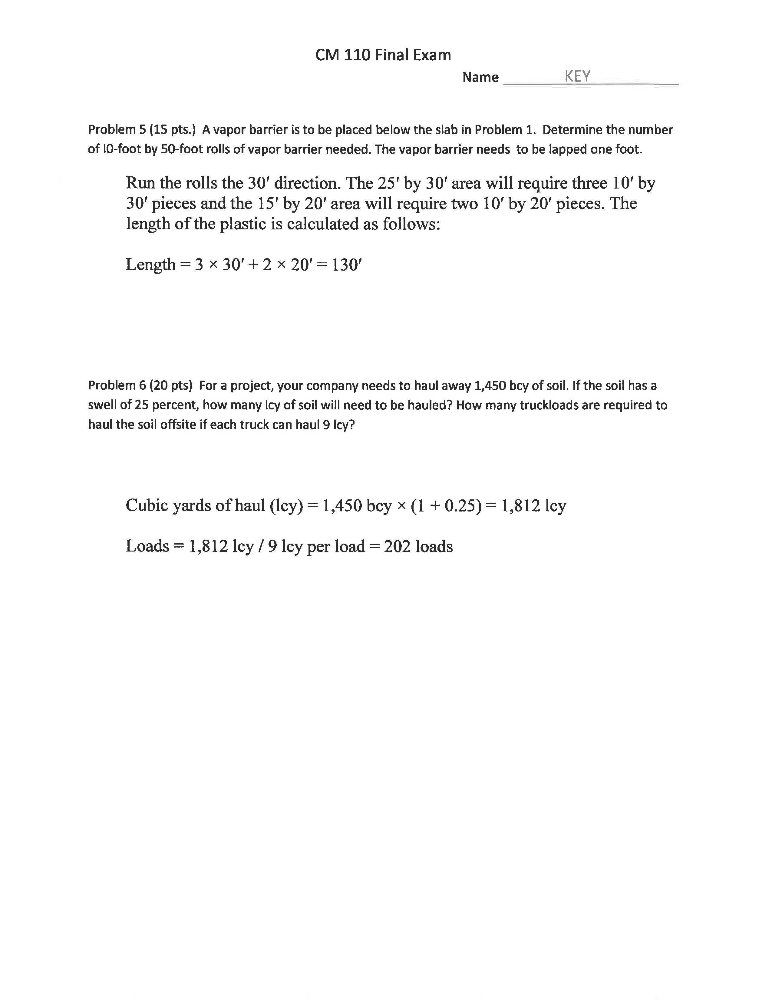 CM 110 Final Exam
Name KEY
Problem 5 (15 pts.) A vapor barrier is to be placed below the slab in Problem 1. Determine the number
of l0-foot by 50-foot rolls of vapor barrier needed. The vapor barrier needs to be lapped one foot.
Run the rolls the 30′ direction. The 25′ by 30′ area will require three 10′ by
30′ pieces and the 15′ by 20′ area will require two 10′ by 20′ pieces. The
length of the plastic is calculated as follows:
Length = 3 × 30′ + 2 × 20′ = 130′
Problem 6 (20 pts) For a project, your company needs to haul away 1,450 bcy of soil. If the soil has a
swell of 25 percent, how many lcy of soil will need to be hauled? How many truckloads are required to
haul the soil offsite if each truck can haul 9 lcy?
Cubic yards of haul (lcy) = 1,450 bcy × (1 + 0.25) = 1,812 lcy
Loads = 1,812 lcy / 9 lcy per load = 202 loads